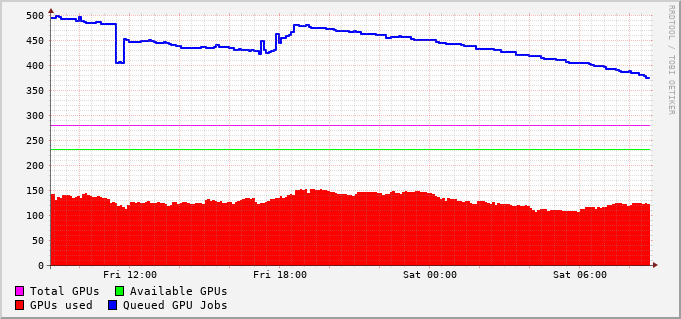 500
450
400
350
300
250
200
150
100
50
0
Fri 12:00 Fri 18:00 Sat 00:00 Sat 06:00
Total GPUs Available GPUs
GPUs used Queued GPU Jobs
RRDTOOL / TOBI OETIKER